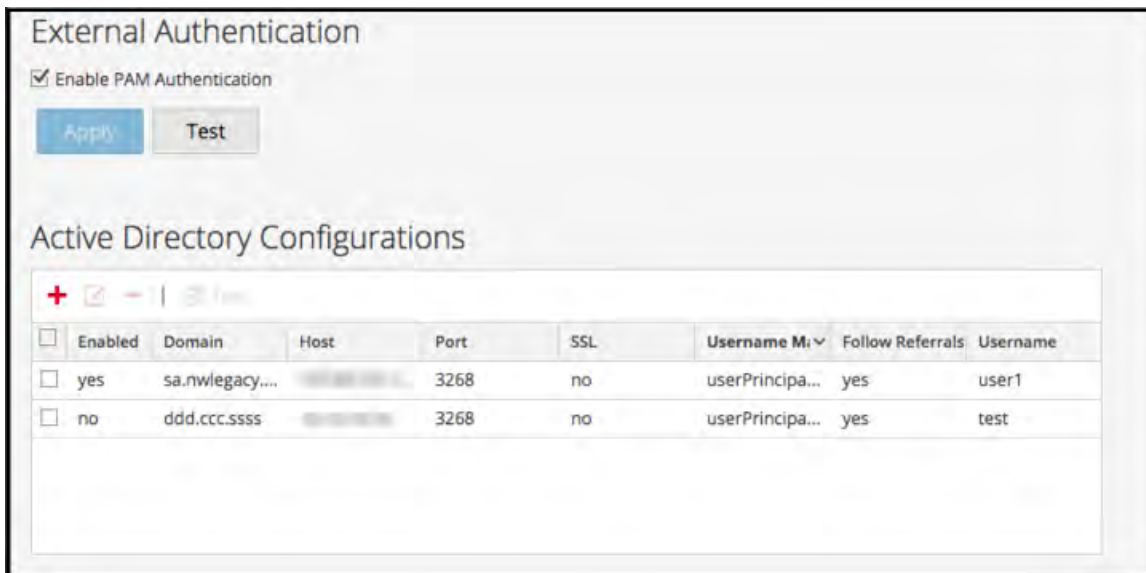 External Authentication
Enable PAM Authentication
Apply Test
Active Directory Configurations
Enabled Domain Host Port SSL Username Ma Follow Referrals Username
yes sa.nwlegacy.... 3268 no userPrincipa... yes user1
no ddd.ccc.ssss 3268 no userPrincipa... yes test